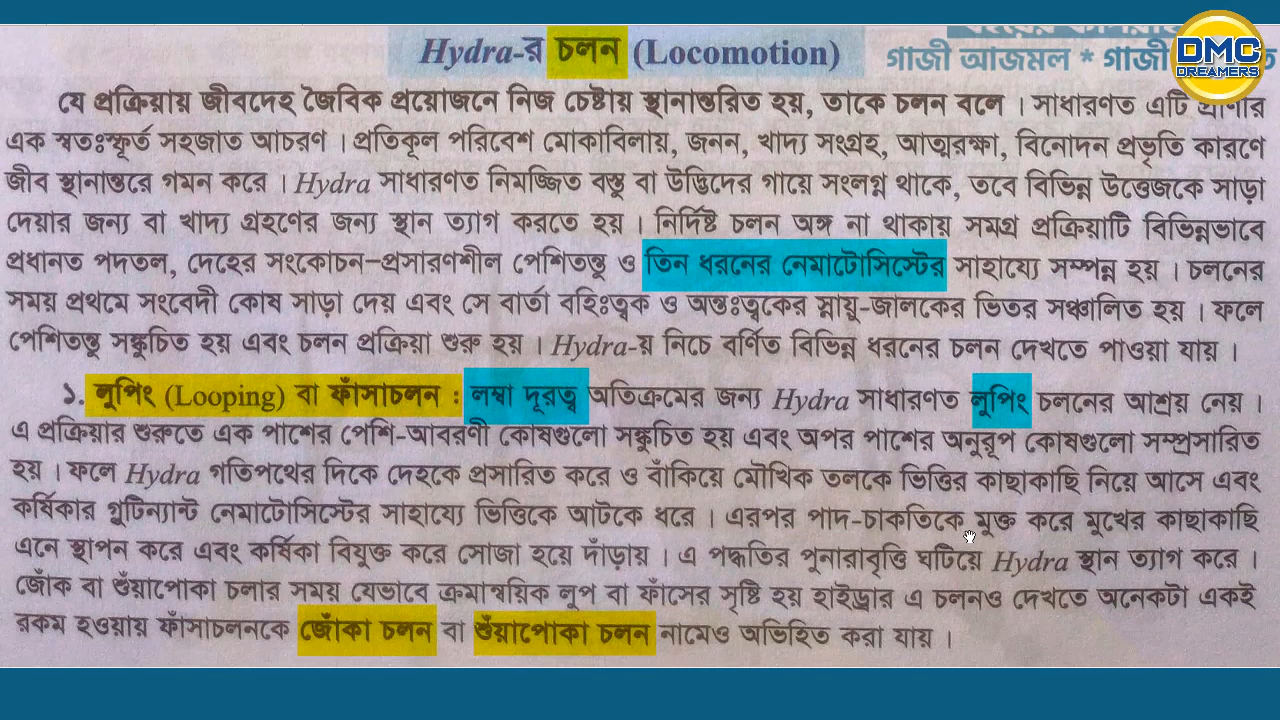 Hydra-র চলন (Locomotion)
গাজী আজমল * গাজী
DMC
DREAMERS
যে প্রক্রিয়ায় জীবদেহ জৈবিক প্রয়োজনে নিজ চেষ্টায় স্থানান্তরিত হয়, তাকে চলন বলে । সাধারণত এটি প্রাণীর
এক স্বতঃস্ফূর্ত সহজাত আচরণ । প্রতিকূল পরিবেশ মোকাবিলায়, জনন, খাদ্য সংগ্রহ, আত্মরক্ষা, বিনোদন প্রভৃতি কারণে
জীব স্থানান্তরে গমন করে । Hydra সাধারণত নিমজ্জিত বস্তু বা উদ্ভিদের গায়ে সংলগ্ন থাকে, তবে বিভিন্ন উত্তেজকে সাড়া
দেয়ার জন্য বা খাদ্য গ্রহণের জন্য স্থান ত্যাগ করতে হয় । নির্দিষ্ট চলন অঙ্গ না থাকায় সমগ্র প্রক্রিয়াটি বিভিন্নভাবে
প্রধানত পদতল, দেহের সংকোচন–প্রসারণশীল পেশিতন্তু ও তিন ধরনের নেমাটোসিস্টের সাহায্যে সম্পন্ন হয় । চলনের
সময় প্রথমে সংবেদী কোষ সাড়া দেয় এবং সে বার্তা বহিঃত্বক ও অন্তঃত্বকের স্নায়ু-জালকের ভিতর সঞ্চালিত হয় । ফলে
পেশিতন্তু সঙ্কুচিত হয় এবং চলন প্রক্রিয়া শুরু হয় । Hydra-য় নিচে বর্ণিত বিভিন্ন ধরনের চলন দেখতে পাওয়া যায় ।
১. লুপিং (Looping) বা ফাঁসাচলন : লম্বা দূরত্ব অতিক্রমের জন্য Hydra সাধারণত লুপিং চলনের আশ্রয় নেয় ।
এ প্রক্রিয়ার শুরুতে এক পাশের পেশি-আবরণী কোষগুলো সঙ্কুচিত হয় এবং অপর পাশের অনুরূপ কোষগুলো সম্প্রসারিত
হয় । ফলে Hydra গতিপথের দিকে দেহকে প্রসারিত করে ও বাঁকিয়ে মৌখিক তলকে ভিত্তির কাছাকাছি নিয়ে আসে এবং
কর্ষিকার গ্লুটিন্যান্ট নেমাটোসিস্টের সাহায্যে ভিত্তিকে আটকে ধরে । এরপর পাদ-চাকতিকে মুক্ত করে মুখের কাছাকাছি
এনে স্থাপন করে এবং কর্ষিকা বিযুক্ত করে সোজা হয়ে দাঁড়ায় । এ পদ্ধতির পুনারাবৃত্তি ঘটিয়ে Hydra স্থান ত্যাগ করে ।
জোঁক বা শুঁয়াপোকা চলার সময় যেভাবে ক্রমান্বয়িক লুপ বা ফাঁসের সৃষ্টি হয় হাইড্রার এ চলনও দেখতে অনেকটা একই
রকম হওয়ায় ফাঁসাচলনকে জোঁকা চলন বা শুঁয়াপোকা চলন নামেও অভিহিত করা যায় ।